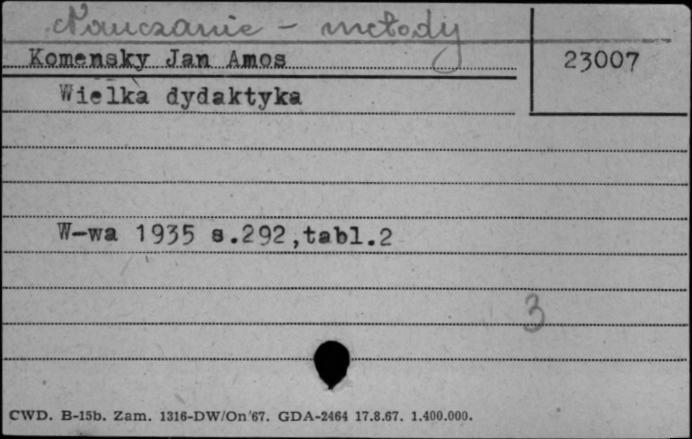 Nauczanie - metody
Komensky Jan Amos
23007
Wielka dydaktyka
W-wa 1935 s.292,tabl.2
3
CWD. B-15b. Zam. 1316-DW/On'67. GDA-2464 17.8.67. 1.400.000.